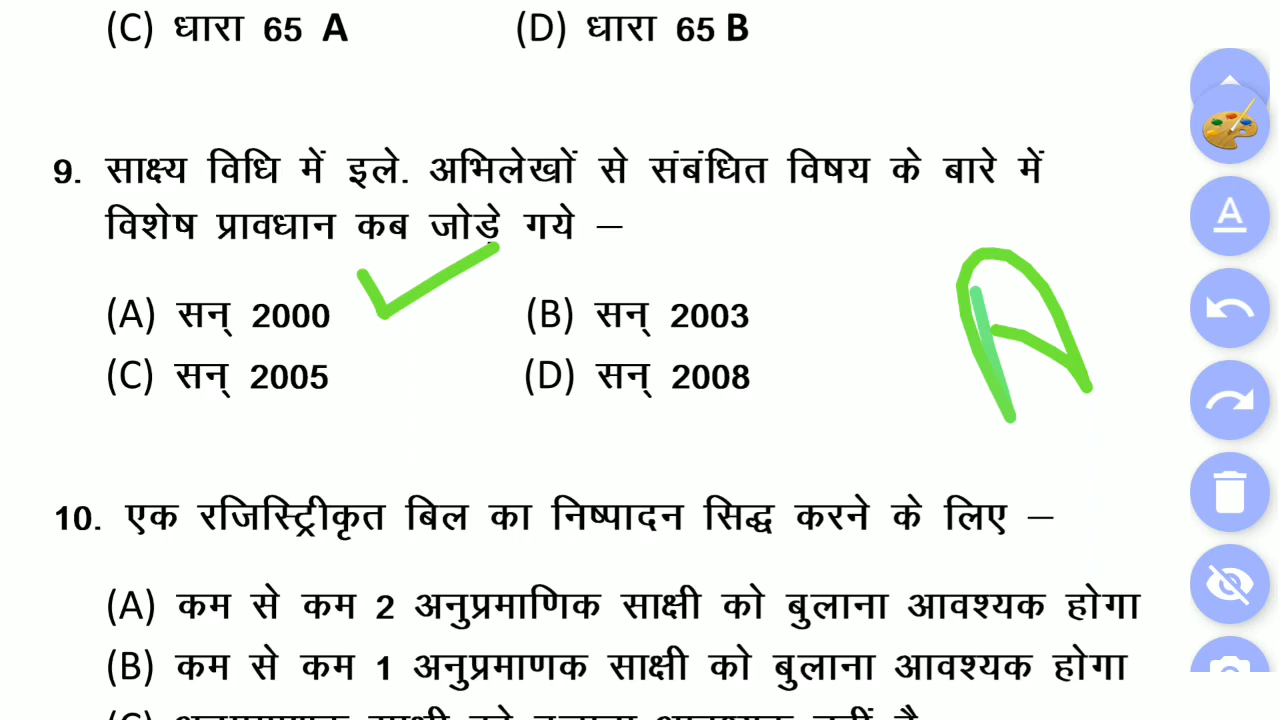 (C) धारा 65 A (D) धारा 65 B
9. साक्ष्य विधि में इले. अभिलेखों से संबंधित विषय के बारे में
विशेष प्रावधान कब जोड़े गये –
(A) सन् 2000 (B) सन् 2003
(C) सन् 2005 (D) सन् 2008
A
10. एक रजिस्ट्रिीकृत बिल का निष्पादन सिद्ध करने के लिए –
(A) कम से कम 2 अनुप्रमाणिक साक्षी को बुलाना आवश्यक होगा
(B) कम से कम 1 अनुप्रमाणक साक्षी को बुलाना आवश्यक होगा